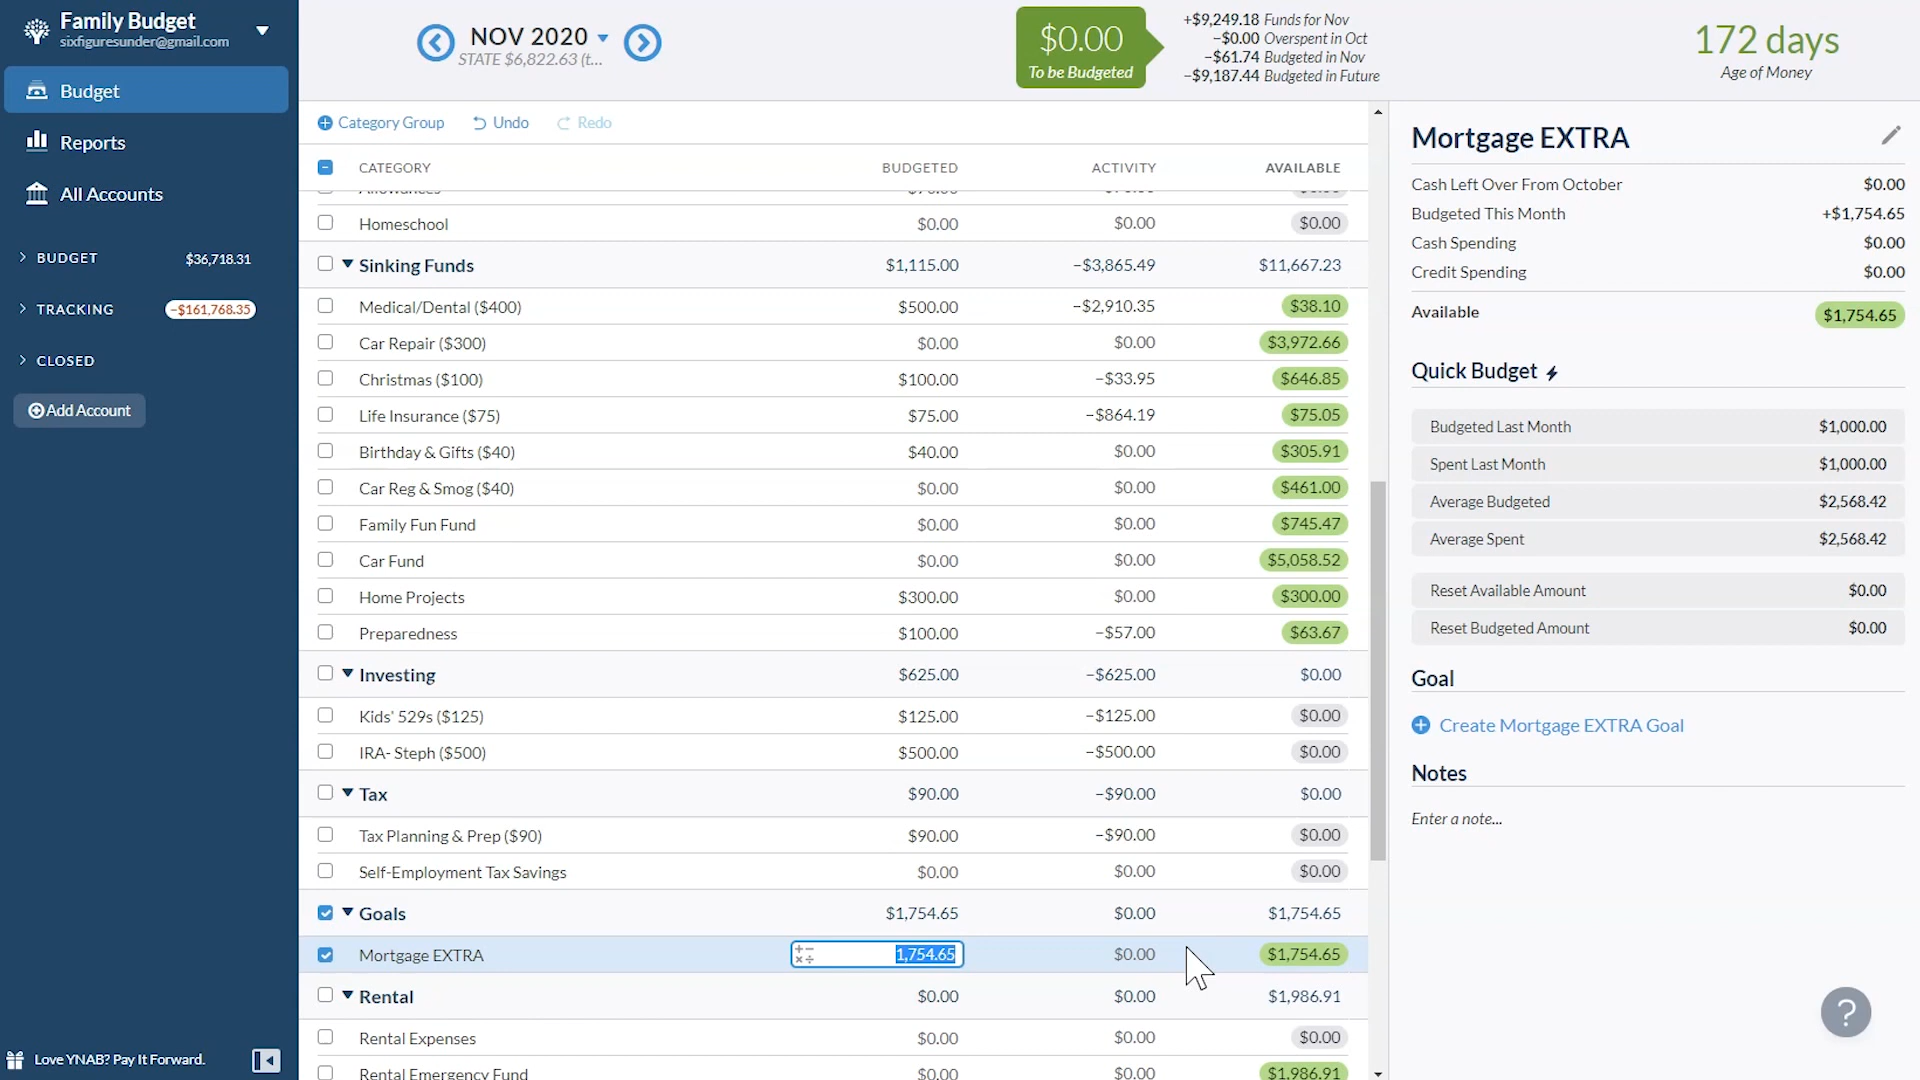 Family Budget
sixfiguresunder@gmail.com
Budget
Reports
All Accounts
BUDGET $36,718.31
TRACKING −$161,768.35
CLOSED
Add Account
Love YNAB? Pay It Forward.
NOV 2020
STATE $6,822.63 (t...
$0.00
To be Budgeted
+$9,249.18 Funds for Nov
−$0.00 Overspent in Oct
−$61.74 Budgeted in Nov
−$9,187.44 Budgeted in Future
172 days
Age of Money
Category Group Undo Redo
CATEGORY BUDGETED ACTIVITY AVAILABLE
Homeschool $0.00 $0.00 $0.00
Sinking Funds $1,115.00 −$3,865.49 $11,667.23
Medical/Dental ($400) $500.00 −$2,910.35 $38.10
Car Repair ($300) $0.00 $0.00 $3,972.66
Christmas ($100) $100.00 −$33.95 $646.85
Life Insurance ($75) $75.00 −$864.19 $75.05
Birthday & Gifts ($40) $40.00 $0.00 $305.91
Car Reg & Smog ($40) $0.00 $0.00 $461.00
Family Fun Fund $0.00 $0.00 $745.47
Car Fund $0.00 $0.00 $5,058.52
Home Projects $300.00 $0.00 $300.00
Preparedness $100.00 −$57.00 $63.67
Investing $625.00 −$625.00 $0.00
Kids' 529s ($125) $125.00 −$125.00 $0.00
IRA- Steph ($500) $500.00 −$500.00 $0.00
Tax $90.00 −$90.00 $0.00
Tax Planning & Prep ($90) $90.00 −$90.00 $0.00
Self-Employment Tax Savings $0.00 $0.00 $0.00
Goals $1,754.65 $0.00 $1,754.65
Mortgage EXTRA 1,754.65 $0.00 $1,754.65
Rental $0.00 $0.00 $1,986.91
Rental Expenses $0.00 $0.00 $0.00
Rental Emergency Fund $0.00 $0.00 $1,986.91
Mortgage EXTRA
Cash Left Over From October $0.00
Budgeted This Month +$1,754.65
Cash Spending $0.00
Credit Spending $0.00
Available $1,754.65
Quick Budget
Budgeted Last Month $1,000.00
Spent Last Month $1,000.00
Average Budgeted $2,568.42
Average Spent $2,568.42
Reset Available Amount $0.00
Reset Budgeted Amount $0.00
Goal
Create Mortgage EXTRA Goal
Notes
Enter a note...
?